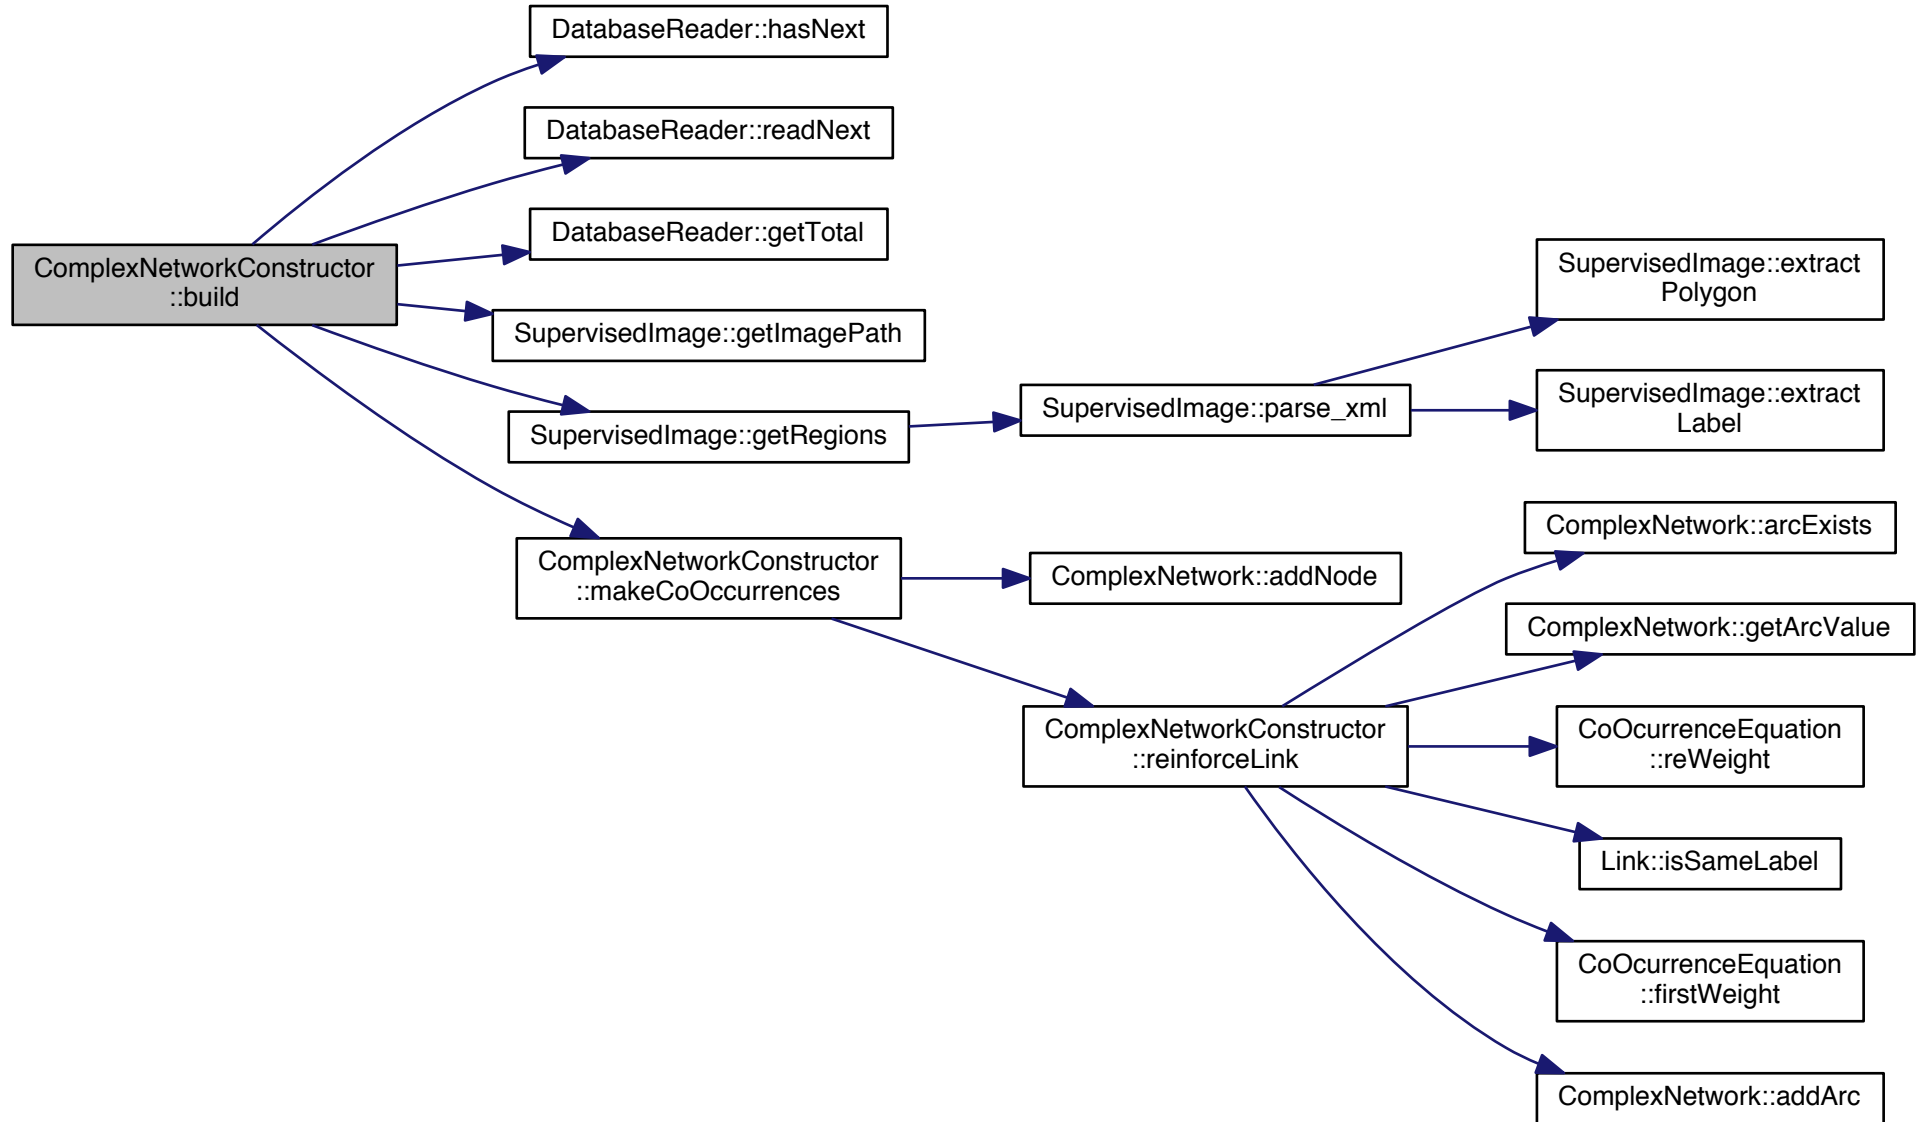 DatabaseReader::hasNext
DatabaseReader::readNext
DatabaseReader::getTotal
ComplexNetworkConstructor
::build
SupervisedImage::getImagePath
SupervisedImage::getRegions
SupervisedImage::parse_xml
SupervisedImage::extract
Polygon
SupervisedImage::extract
Label
ComplexNetworkConstructor
::makeCoOccurrences
ComplexNetwork::addNode
ComplexNetworkConstructor
::reinforceLink
ComplexNetwork::arcExists
ComplexNetwork::getArcValue
CoOcurrenceEquation
::reWeight
Link::isSameLabel
CoOcurrenceEquation
::firstWeight
ComplexNetwork::addArc